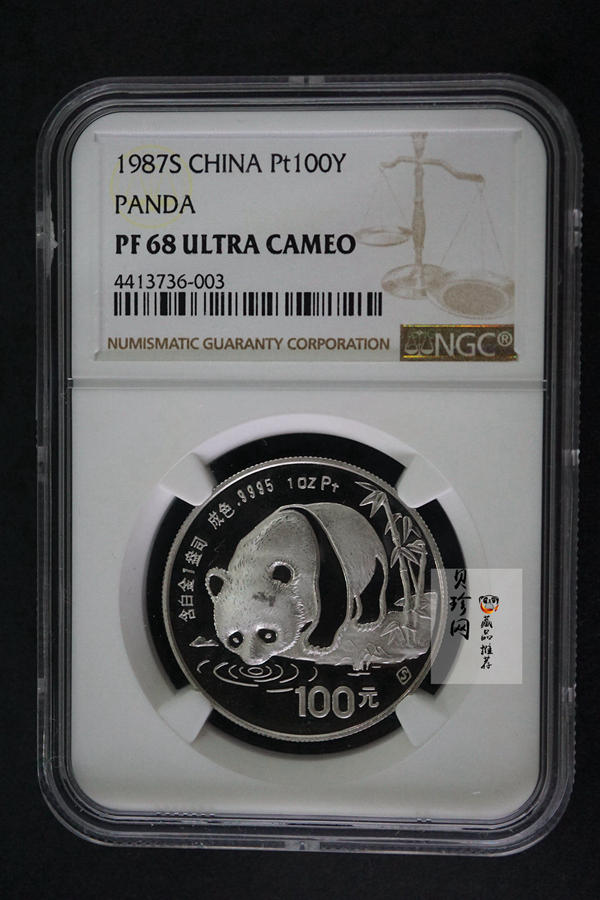 1987S CHINA Pt100Y
PANDA
PF 68 ULTRA CAMEO
4413736-003
NUMISMATIC GUARANTY CORPORATION
NGC®
含白金1盎司 成色.9995 1OZ Pt
100元
S
贝珍网
藏品推荐